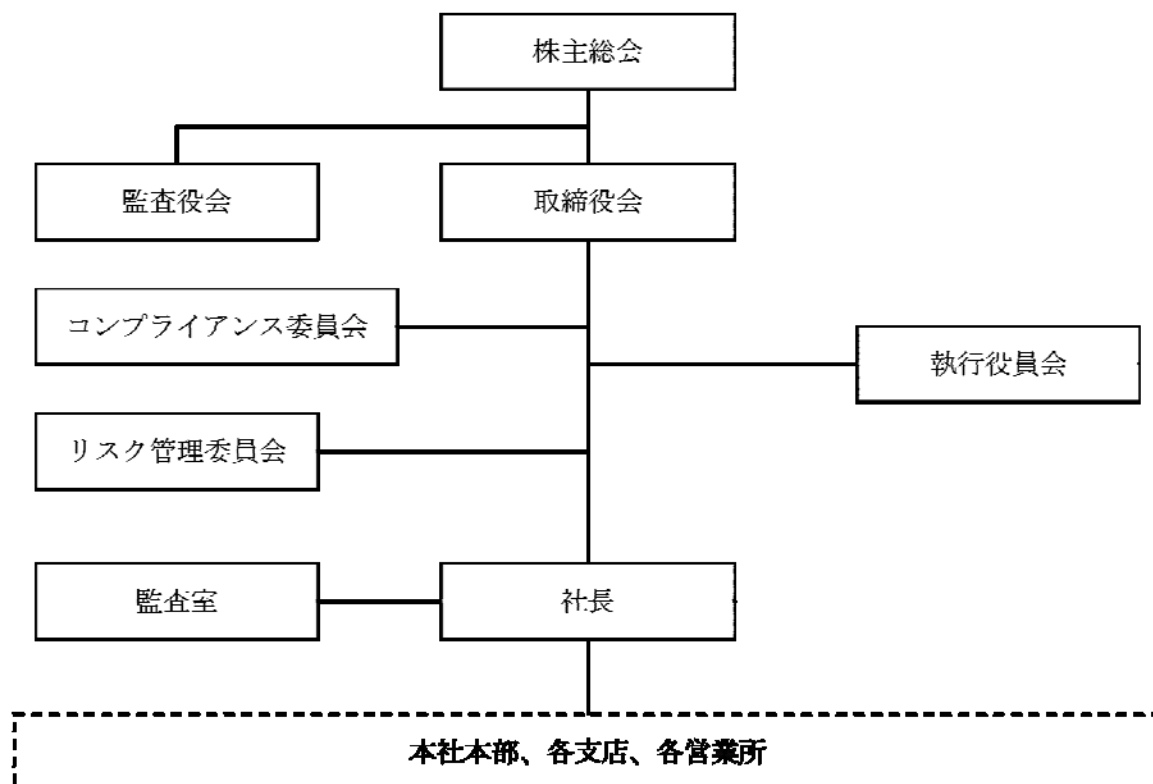 株主総会
監査役会
取締役会
コンプライアンス委員会
執行役員会
リスク管理委員会
監査室
社長
本社本部、各支店、各営業所